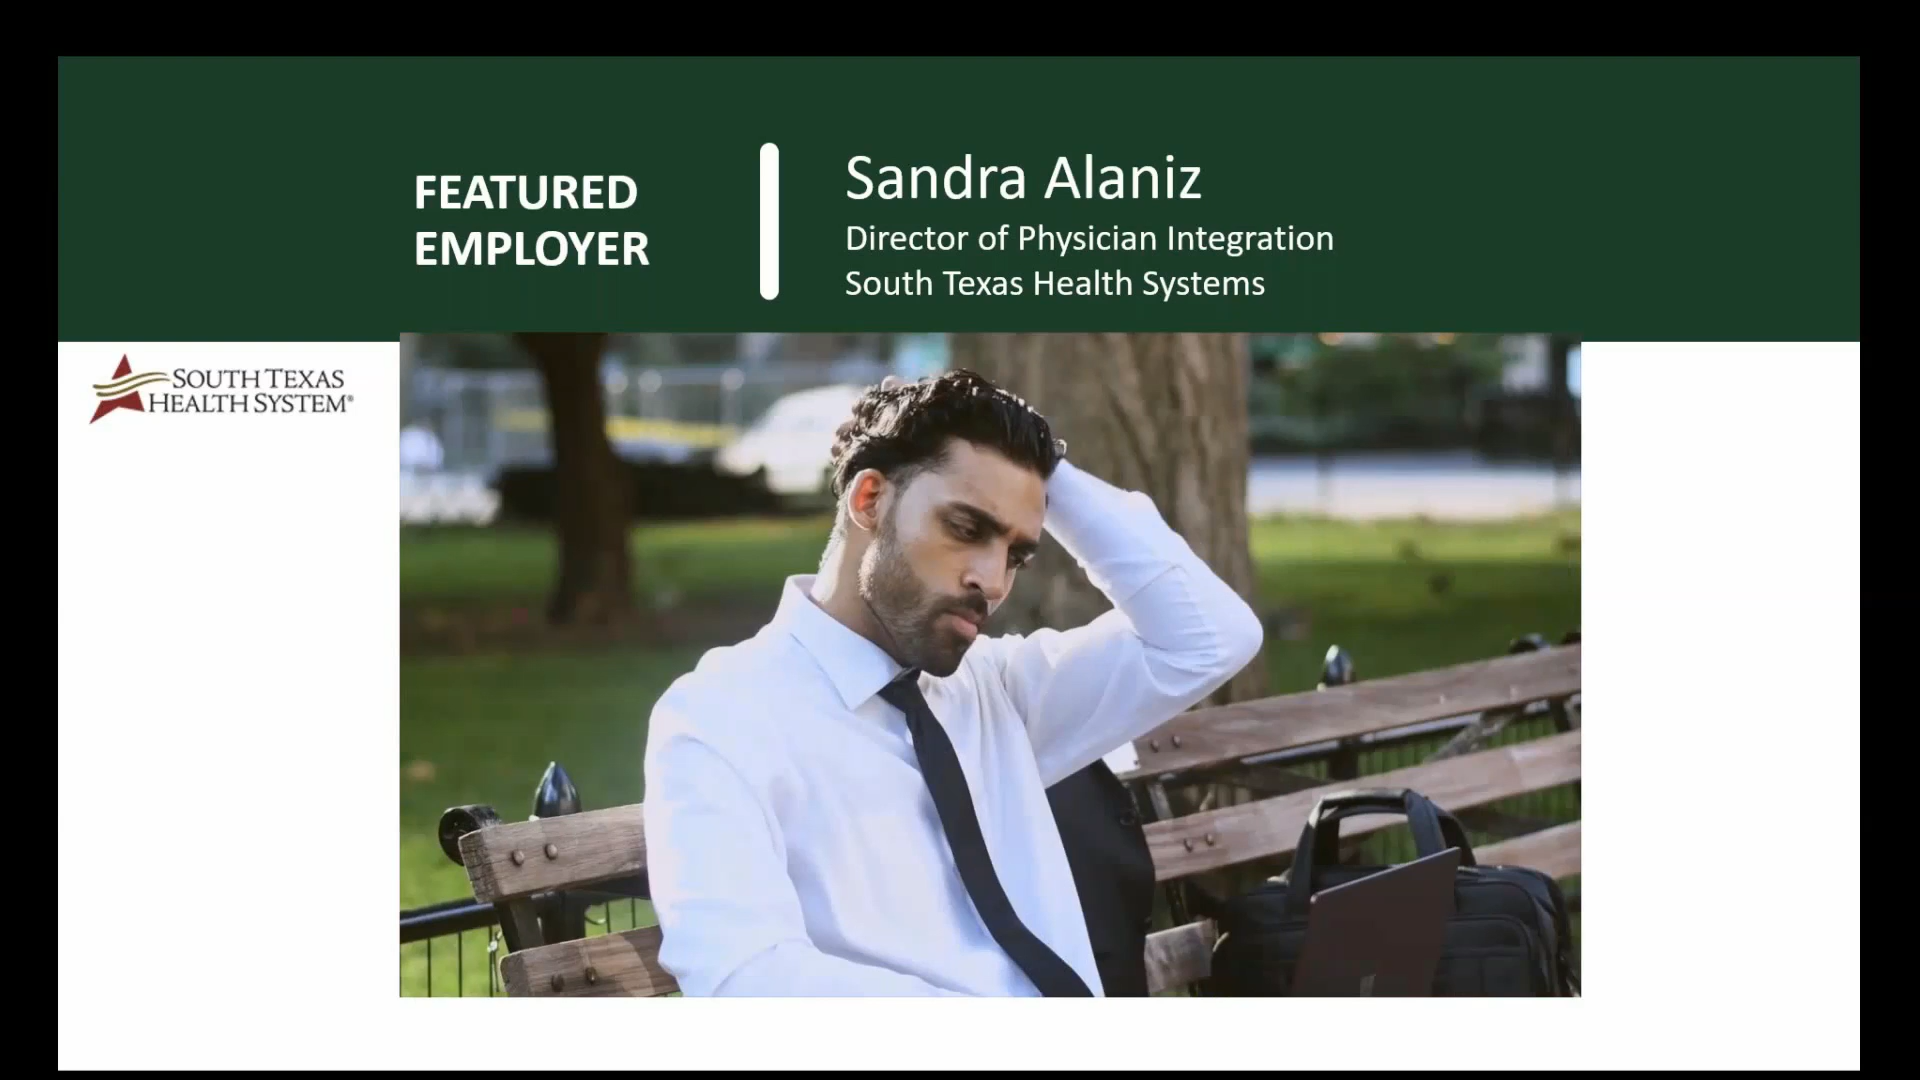 FEATURED
EMPLOYER
Sandra Alaniz
Director of Physician Integration
South Texas Health Systems
SOUTH TEXAS
HEALTH SYSTEM®